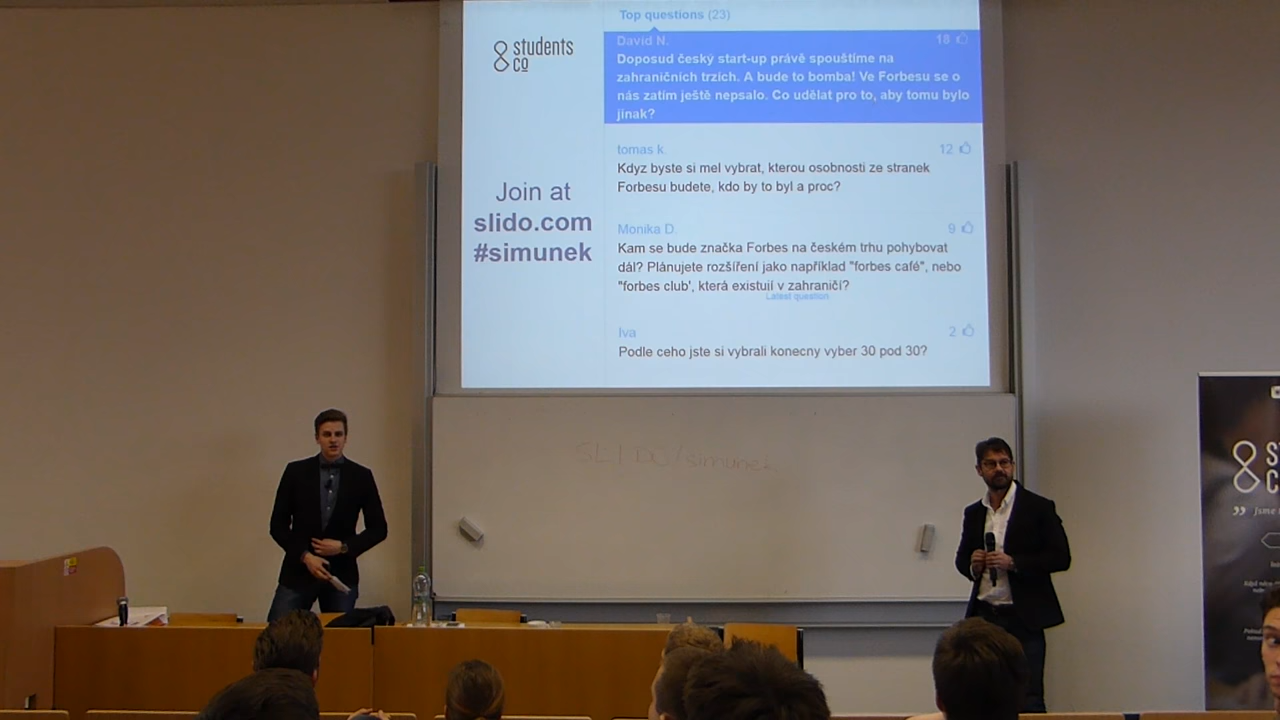 Top questions (23)
students
co
David N.
18
Doposud český start-up právě spouštíme na
zahraničních trzích. A bude to bomba! Ve Forbesu se o
nás zatím ještě nepsalo. Co udělat pro to, aby tomu bylo
jinak?
tomas k.
12
Kdyz byste si mel vybrat, kterou osobnosti ze stranek
Forbesu budete, kdo by to byl a proc?
Join at
slido.com
#simunek
Monika D.
9
Kam se bude značka Forbes na českém trhu pohybovat
dál? Plánujete rozšíření jako například "forbes café", nebo
"forbes club', která existují v zahraničí?
Latest question
Iva
2
Podle ceho jste si vybrali konecny vyber 30 pod 30?
SLIDO/simunek
Jsme